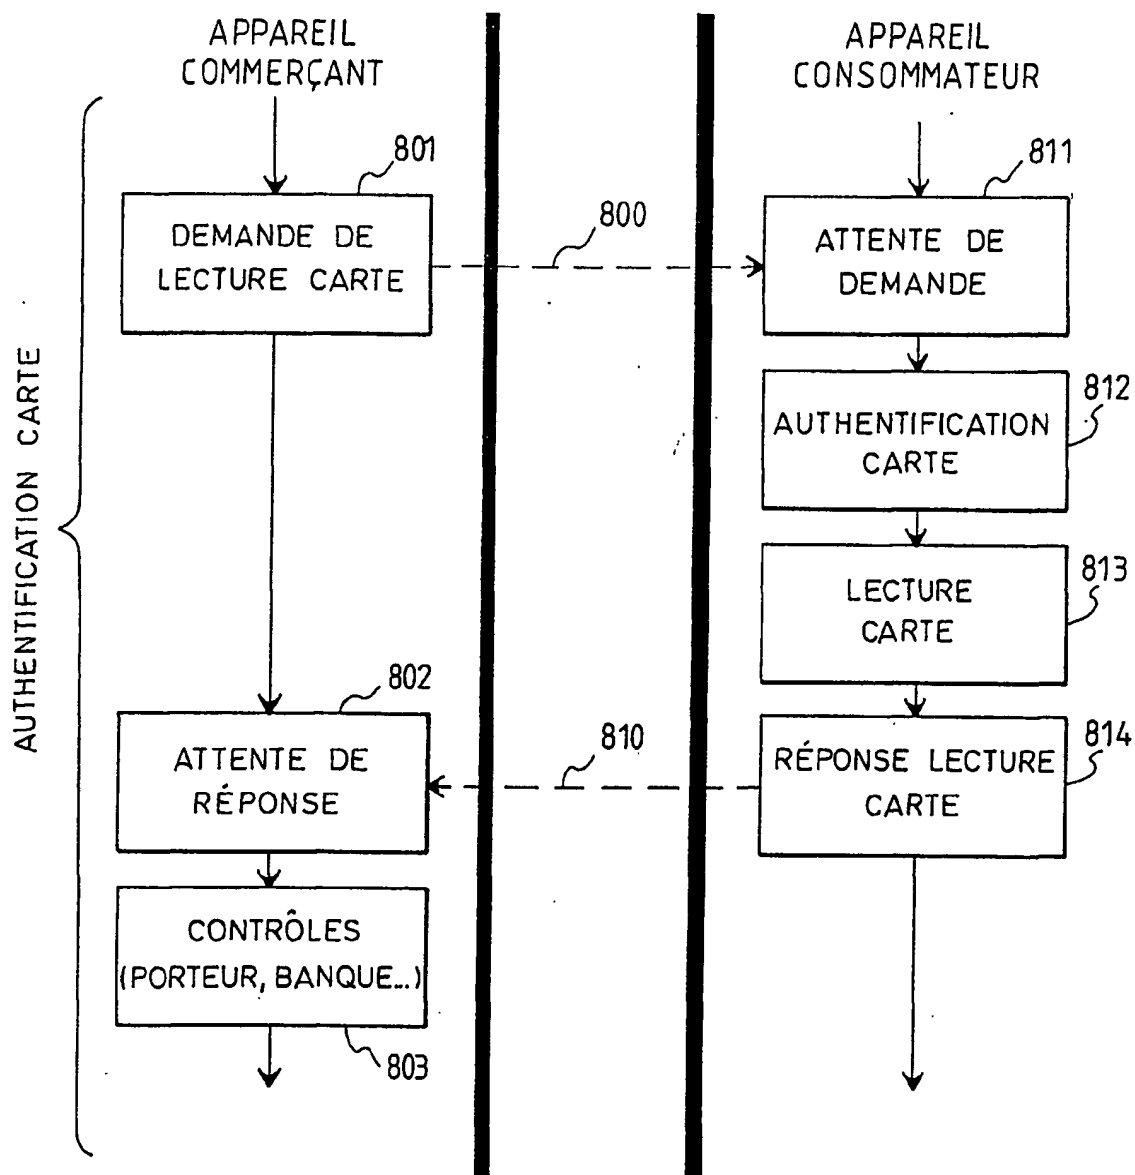 APPAREIL
COMMERÇANT
APPAREIL
CONSOMMATEUR
AUTHENTIFICATION CARTE
801
DEMANDE DE
LECTURE CARTE
800
811
ATTENTE DE
DEMANDE
812
AUTHENTIFICATION
CARTE
813
LECTURE
CARTE
802
ATTENTE DE
RÉPONSE
810
814
RÉPONSE LECTURE
CARTE
CONTRÔLES
(PORTEUR, BANQUE...)
803